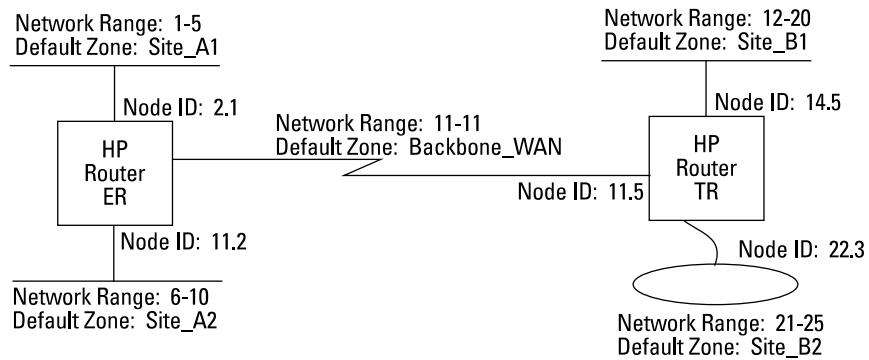 Network Range: 1-5
Default Zone: Site_A1
Network Range: 12-20
Default Zone: Site_B1
Node ID: 2.1
Node ID: 14.5
HP
Router
ER
Network Range: 11-11
Default Zone: Backbone_WAN
HP
Router
TR
Node ID: 11.5
Node ID: 11.2
Node ID: 22.3
Network Range: 6-10
Default Zone: Site_A2
Network Range: 21-25
Default Zone: Site_B2